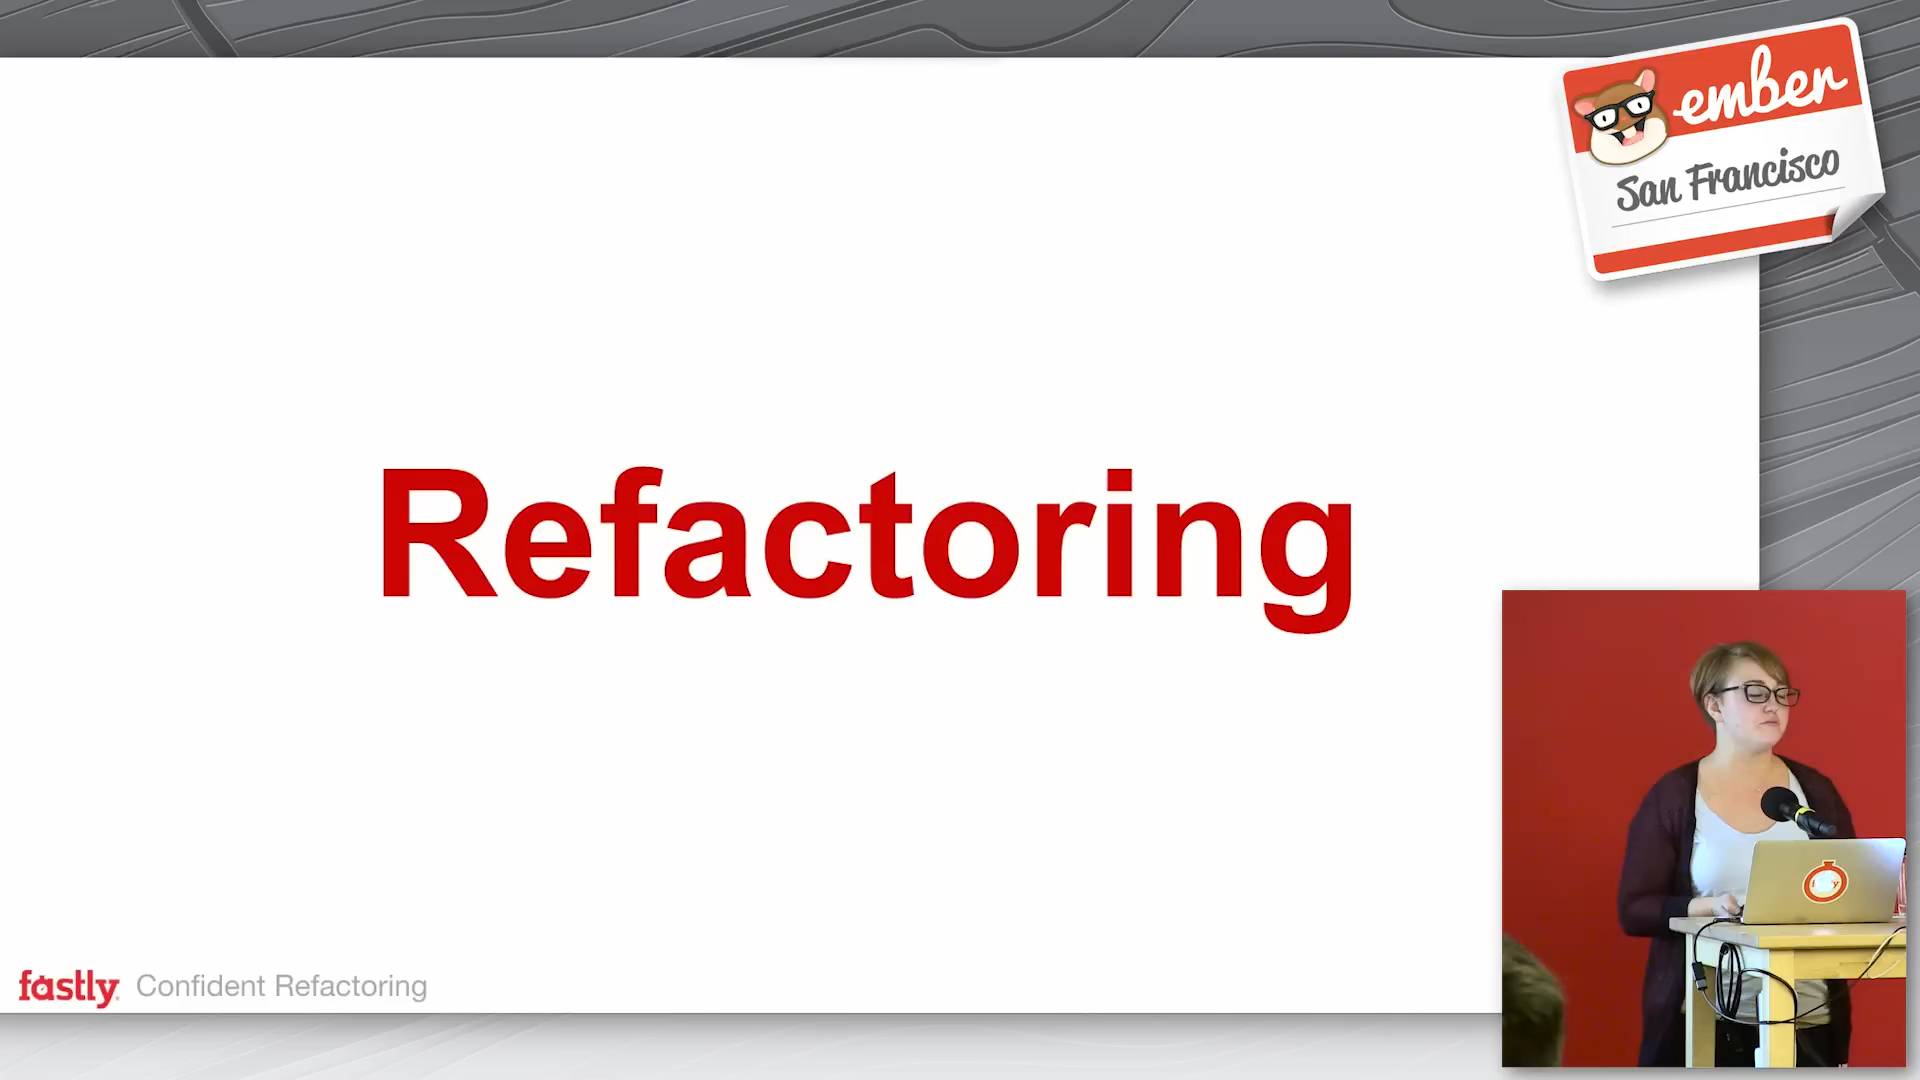 ember
San Francisco
Refactoring
fastly Confident Refactoring